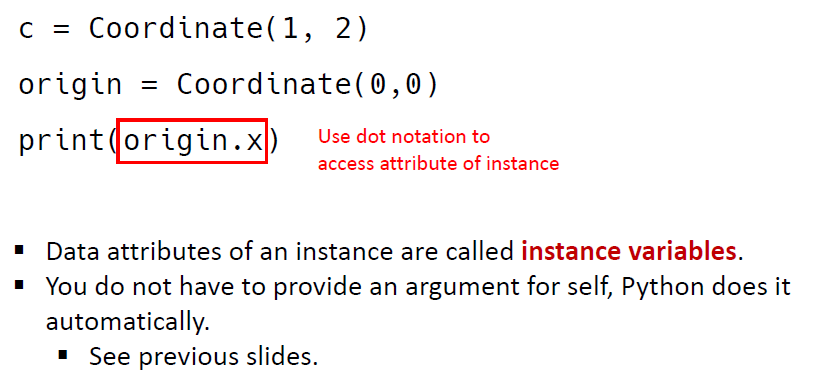 c = Coordinate(1, 2)
origin = Coordinate(0,0)
print(origin.x)
Use dot notation to
access attribute of instance
▪ Data attributes of an instance are called instance variables.
▪ You do not have to provide an argument for self, Python does it
automatically.
▪ See previous slides.